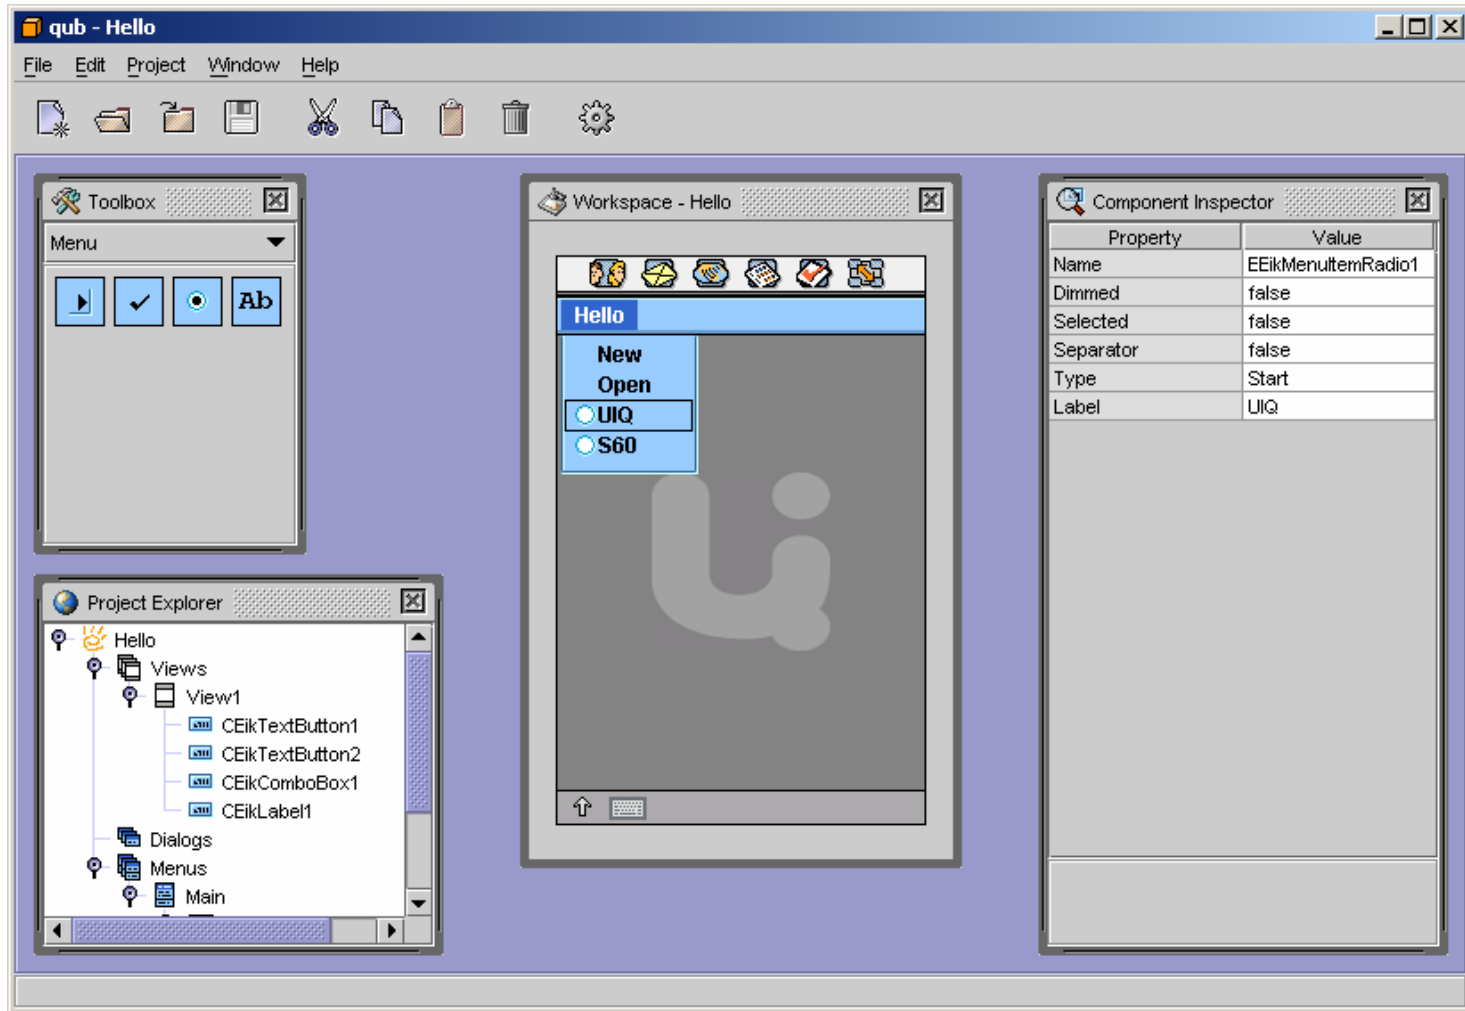 qub - Hello
File Edit Project Window Help
Toolbox
Menu
Ab
Workspace - Hello
Hello
New
Open
UIQ
S60
Component Inspector
Property Value
Name EEikMenuItemRadio1
Dimmed false
Selected false
Separator false
Type Start
Label UIQ
Project Explorer
Hello
Views
View1
CEikTextButton1
CEikTextButton2
CEikComboBox1
CEikLabel1
Dialogs
Menus
Main